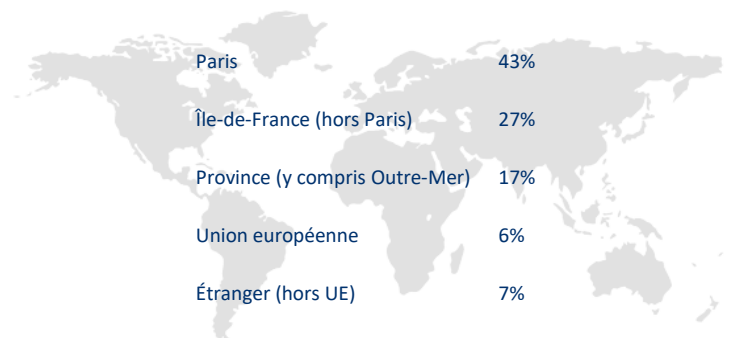 Paris 43%
Île-de-France (hors Paris) 27%
Province (y compris Outre-Mer) 17%
Union européenne 6%
Étranger (hors UE) 7%